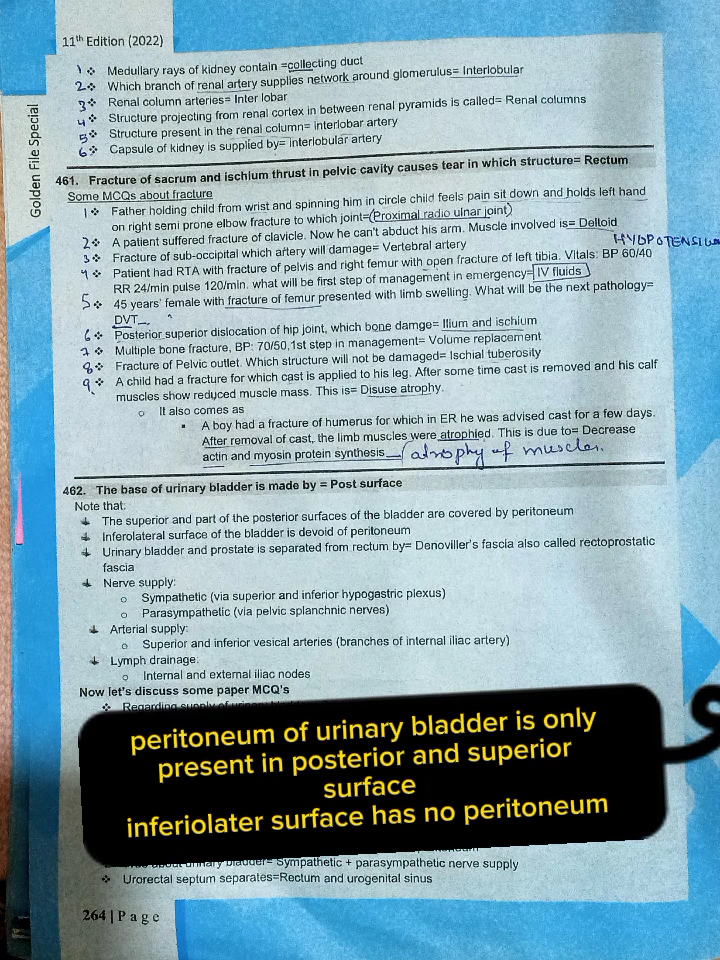 11th Edition (2022)
Golden File Special
1 ❖ Medullary rays of kidney contain =collecting duct
2 ❖ Which branch of renal artery supplies network around glomerulus= Interlobular
3 ❖ Renal column arteries= Inter lobar
4 ❖ Structure projecting from renal cortex in between renal pyramids is called= Renal columns
5 ❖ Structure present in the renal column= interlobar artery
6 ❖ Capsule of kidney is supplied by= interlobular artery
461. Fracture of sacrum and ischium thrust in pelvic cavity causes tear in which structure= Rectum
Some MCQs about fracture
1 ❖ Father holding child from wrist and spinning him in circle child feels pain sit down and holds left hand
on right semi prone elbow fracture to which joint=(Proximal radio ulnar joint)
2 ❖ A patient suffered fracture of clavicle. Now he can't abduct his arm. Muscle involved is= Deltoid
3 ❖ Fracture of sub-occipital which aftery will damage= Vertebral artery
HYPOTENSION
4 ❖ Patient had RTA with fracture of pelvis and right femur with open fracture of left tibia. Vitals: BP 60/40
RR 24/min pulse 120/min. what will be first step of management in emergency= IV fluids
5 ❖ 45 years' female with fracture of femur presented with limb swelling. What will be the next pathology=
DVT
6 ❖ Posterior superior dislocation of hip joint, which bone damge= Ilium and ischium
7 ❖ Multiple bone fracture, BP: 70/50,1st step in management= Volume replacement
8 ❖ Fracture of Pelvic outlet. Which structure will not be damaged= Ischial tuberosity
9 ❖ A child had a fracture for which cast is applied to his leg. After some time cast is removed and his calf
muscles show reduced muscle mass. This is= Disuse atrophy.
o It also comes as
▪ A boy had a fracture of humerus for which in ER he was advised cast for a few days.
After removal of cast, the limb muscles were atrophied. This is due to= Decrease
actin and myosin protein synthesis (atrophy of muscles.
462. The base of urinary bladder is made by = Post surface
Note that:
The superior and part of the posterior surfaces of the bladder are covered by peritoneum
Inferolateral surface of the bladder is devoid of peritoneum
Urinary bladder and prostate is separated from rectum by= Denoviller's fascia also called rectoprostatic
fascia
Nerve supply:
o Sympathetic (via superior and inferior hypogastric plexus)
o Parasympathetic (via pelvic splanchnic nerves)
Arterial supply:
o Superior and inferior vesical arteries (branches of internal iliac artery)
Lymph drainage:
o Internal and external iliac nodes
Now let's discuss some paper MCQ's
❖ Regarding supply of urinary
peritoneum of urinary bladder is only
present in posterior and superior
surface
inferiolater surface has no peritoneum
about urinary bladder= Sympathetic + parasympathetic nerve supply
❖ Urorectal septum separates=Rectum and urogenital sinus
264 | P a g e